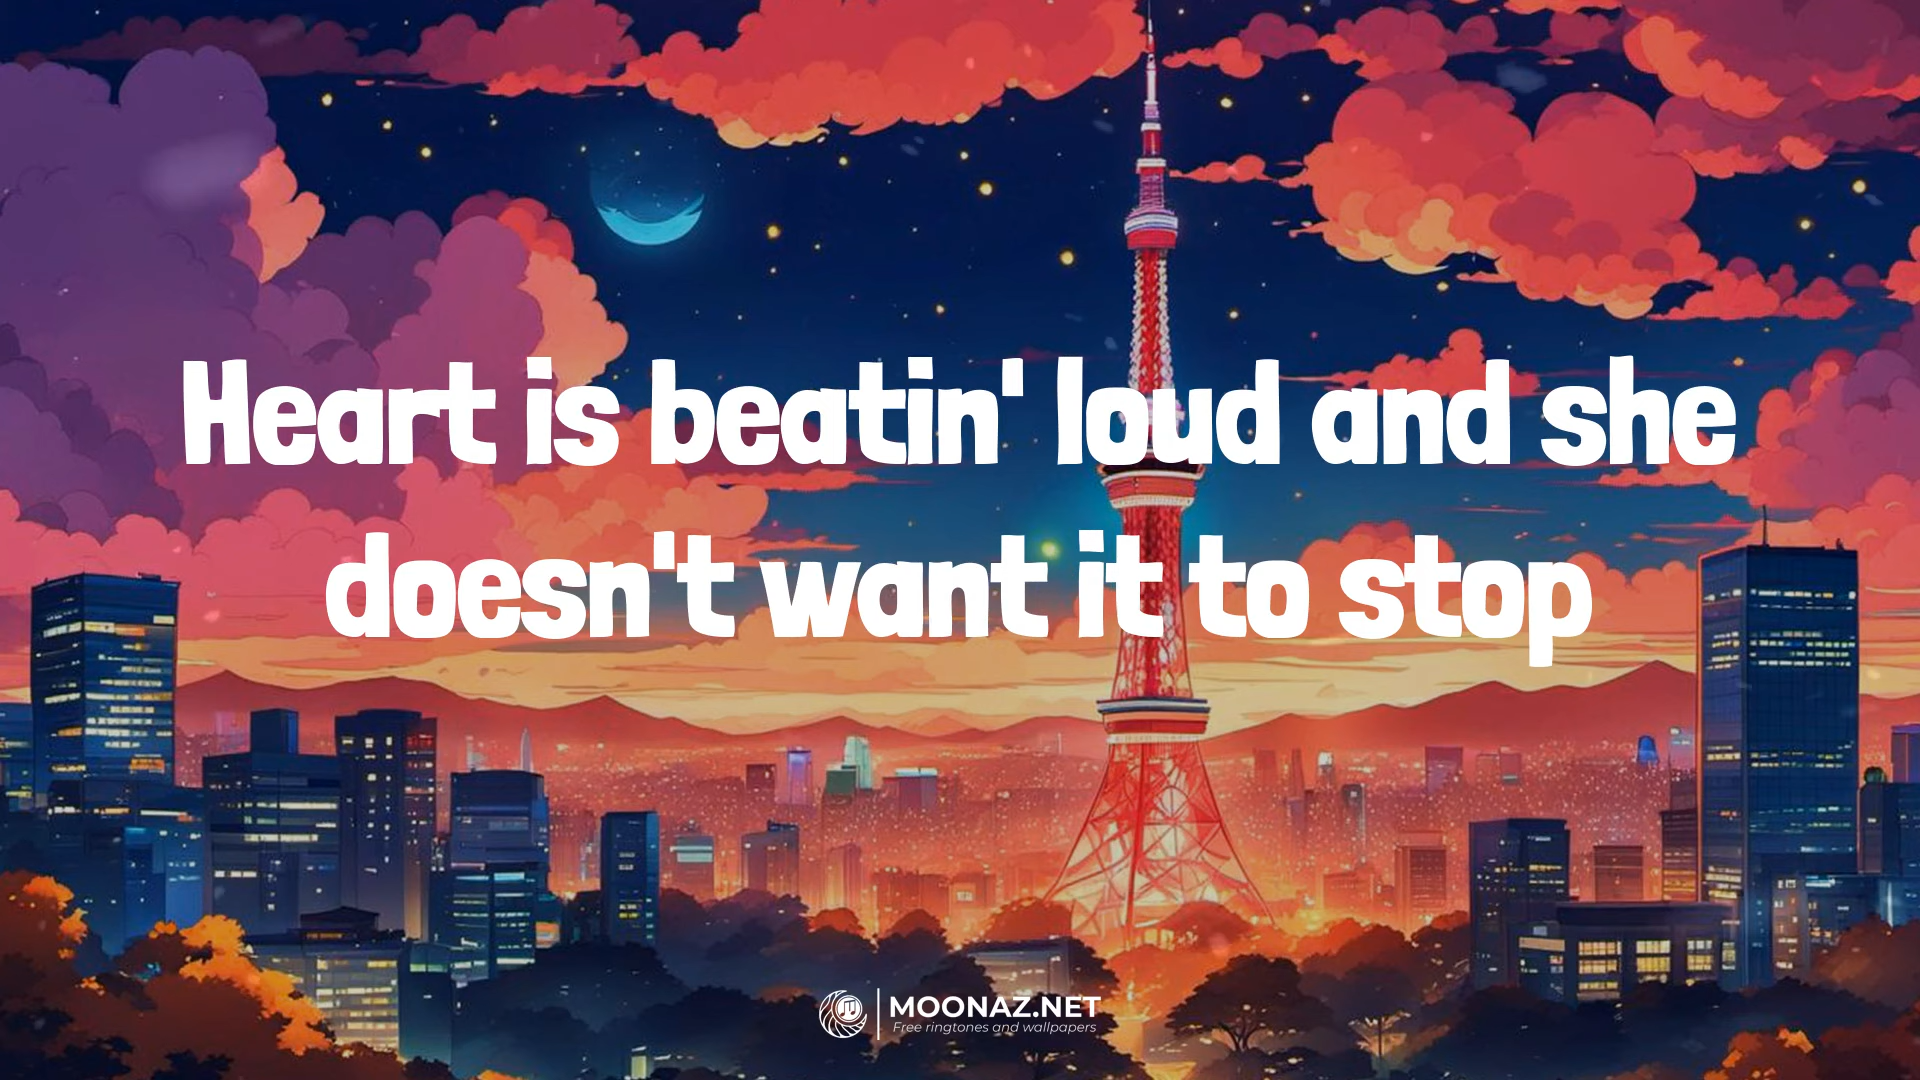 Heart is beatin' loud and she
doesn't want it to stop
MOONAZ.NET
Free ringtones and wallpapers